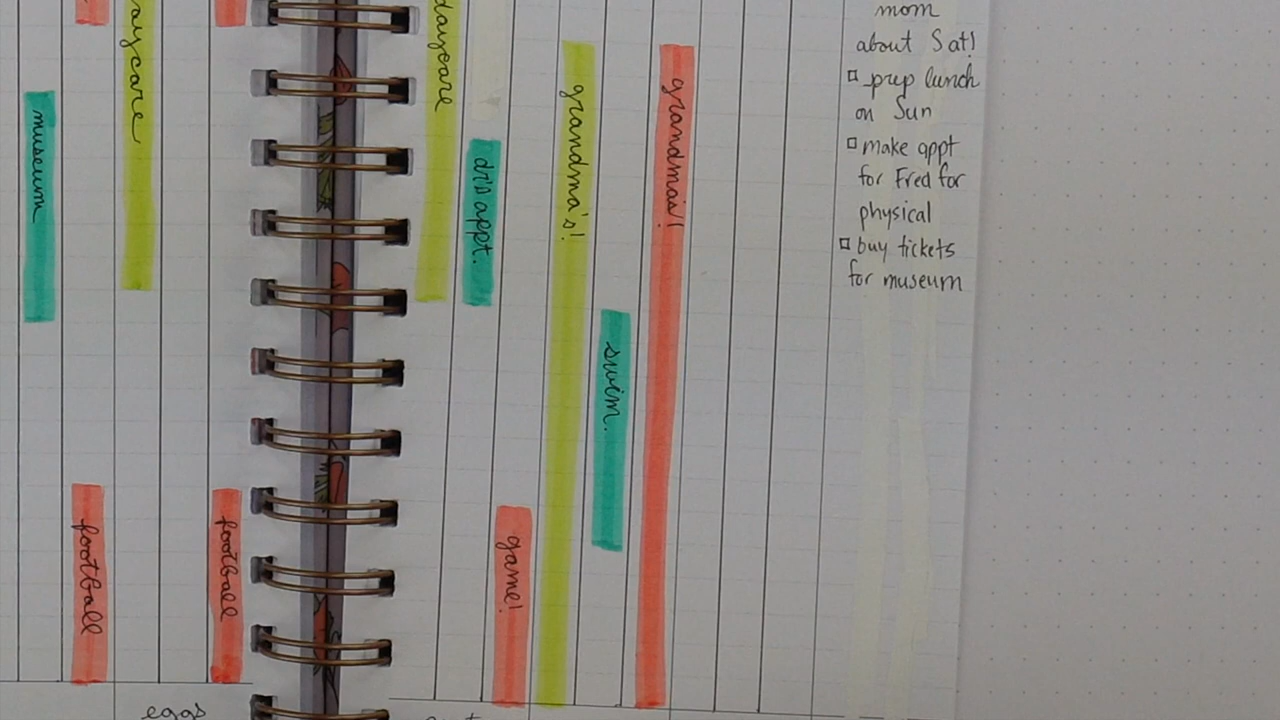 museum
football
daycare
football
eggs
daycare
dr's appt.
game!
grandma's!
swim.
grandma's!
mom
about Sat!
prep lunch
on Sun
make appt
for Fred for
physical
buy tickets
for museum